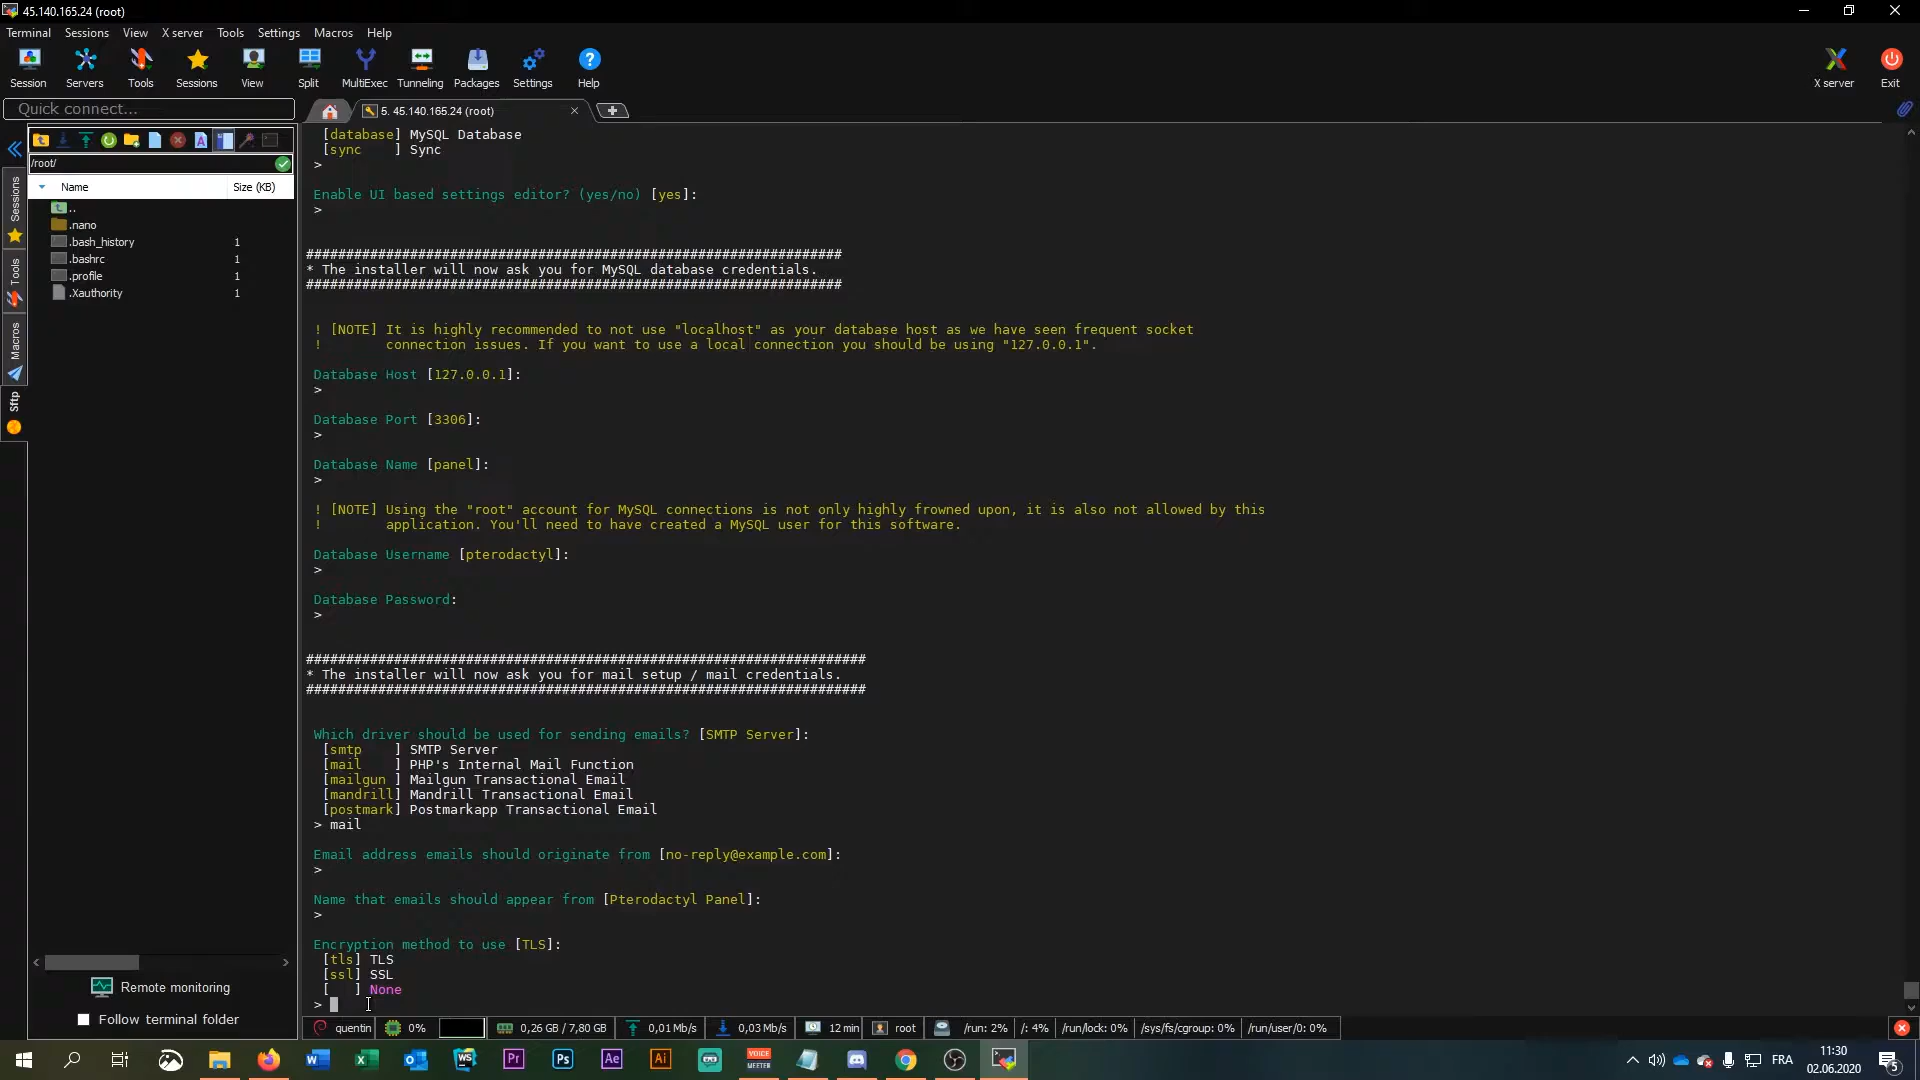 45.140.165.24 (root)
Terminal Sessions View X server Tools Settings Macros Help
Session Servers Tools Sessions View Split MultiExec Tunneling Packages Settings Help X server Exit
Quick connect...
5. 45.140.165.24 (root)
/root/
Name Size (KB)
..
.nano
.bash_history 1
.bashrc 1
.profile 1
.Xauthority 1
Sessions
Tools
Macros
Sftp
Remote monitoring
Follow terminal folder
[database] MySQL Database
[sync    ] Sync
>
Enable UI based settings editor? (yes/no) [yes]:
>
###################################################################
* The installer will now ask you for MySQL database credentials.
###################################################################
! [NOTE] It is highly recommended to not use "localhost" as your database host as we have seen frequent socket
!        connection issues. If you want to use a local connection you should be using "127.0.0.1".
Database Host [127.0.0.1]:
>
Database Port [3306]:
>
Database Name [panel]:
>
! [NOTE] Using the "root" account for MySQL connections is not only highly frowned upon, it is also not allowed by this
!        application. You'll need to have created a MySQL user for this software.
Database Username [pterodactyl]:
>
Database Password:
>
######################################################################
* The installer will now ask you for mail setup / mail credentials.
######################################################################
Which driver should be used for sending emails? [SMTP Server]:
[smtp    ] SMTP Server
[mail    ] PHP's Internal Mail Function
[mailgun ] Mailgun Transactional Email
[mandrill] Mandrill Transactional Email
[postmark] Postmarkapp Transactional Email
> mail
Email address emails should originate from [no-reply@example.com]:
>
Name that emails should appear from [Pterodactyl Panel]:
>
Encryption method to use [TLS]:
[tls] TLS
[ssl] SSL
[   ] None
>
quentin 0% 0,26 GB / 7,80 GB 0,01 Mb/s 0,03 Mb/s 12 min root /run: 2% /: 4% /run/lock: 0% /sys/fs/cgroup: 0% /run/user/0: 0%
W X WS Pr Ps Ae Ai VOICE MEETER FRA 11:30
02.06.2020 5